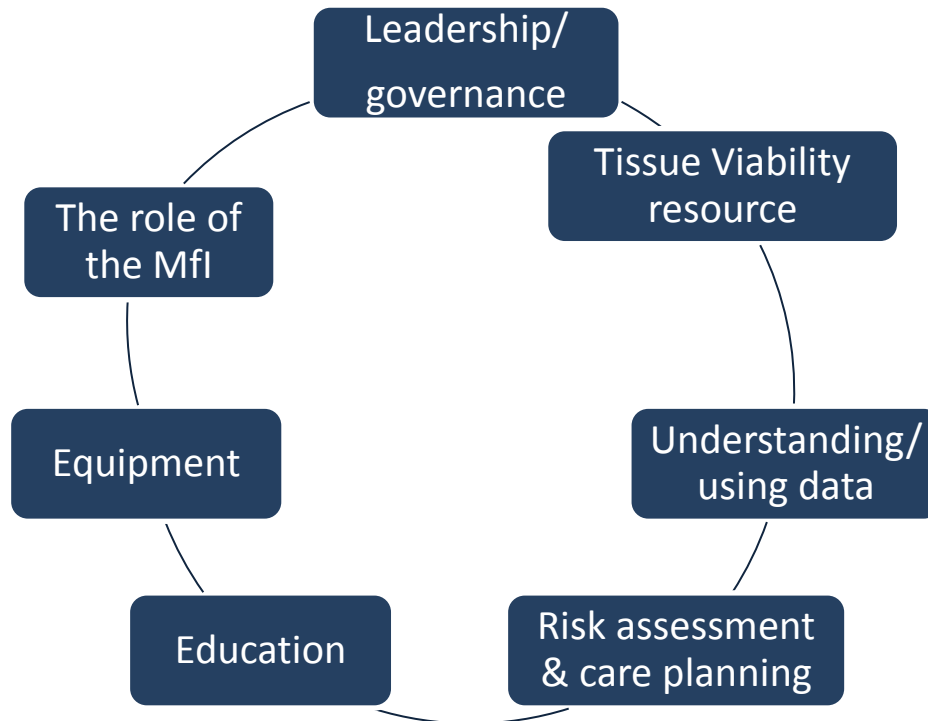 Leadership/
governance
Tissue Viability
resource
Understanding/
using data
Risk assessment
& care planning
Education
Equipment
The role of
the MfI